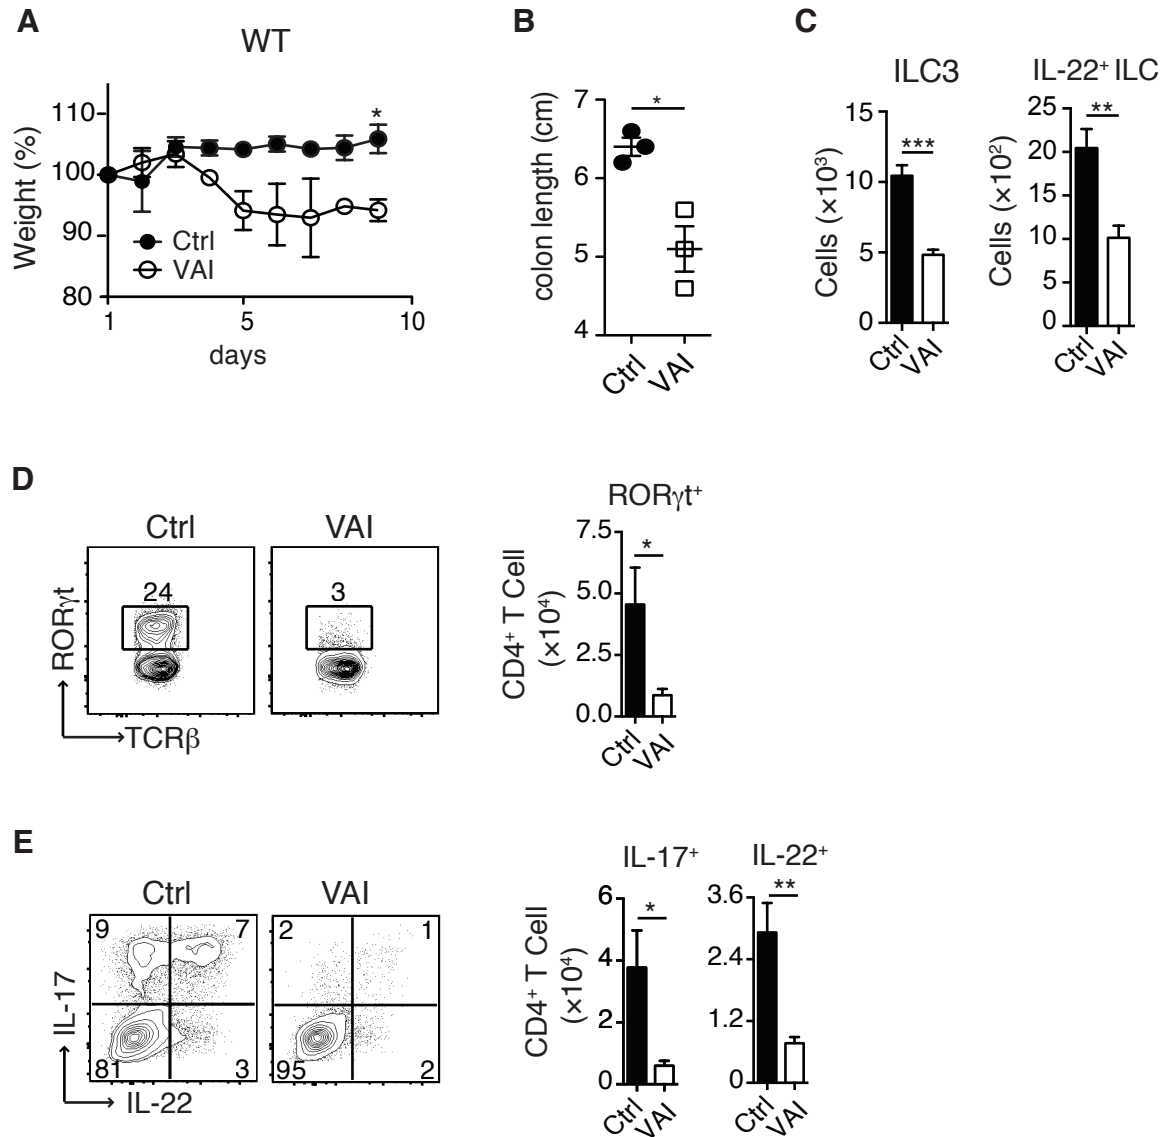 A
WT
Weight (%)
110
100
90
80
Ctrl
VAI
*
1 5 10
days
B
colon length (cm)
7
6
5
4
*
Ctrl VAI
C
ILC3
Cells (×10³)
15
10
5
0
***
Ctrl VAI
IL-22⁺ ILC
Cells (×10²)
25
20
15
10
5
0
**
Ctrl VAI
D
Ctrl VAI
24 3
RORγt
TCRβ
RORγt⁺
CD4⁺ T Cell
(×10⁴)
7.5
5.0
2.5
0.0
*
Ctrl VAI
E
Ctrl VAI
9 7 2 1
81 3 95 2
IL-17
IL-22
IL-17⁺
CD4⁺ T Cell
(×10⁴)
6
4
2
0
*
Ctrl VAI
IL-22⁺
3.6
2.4
1.2
0
**
Ctrl VAI